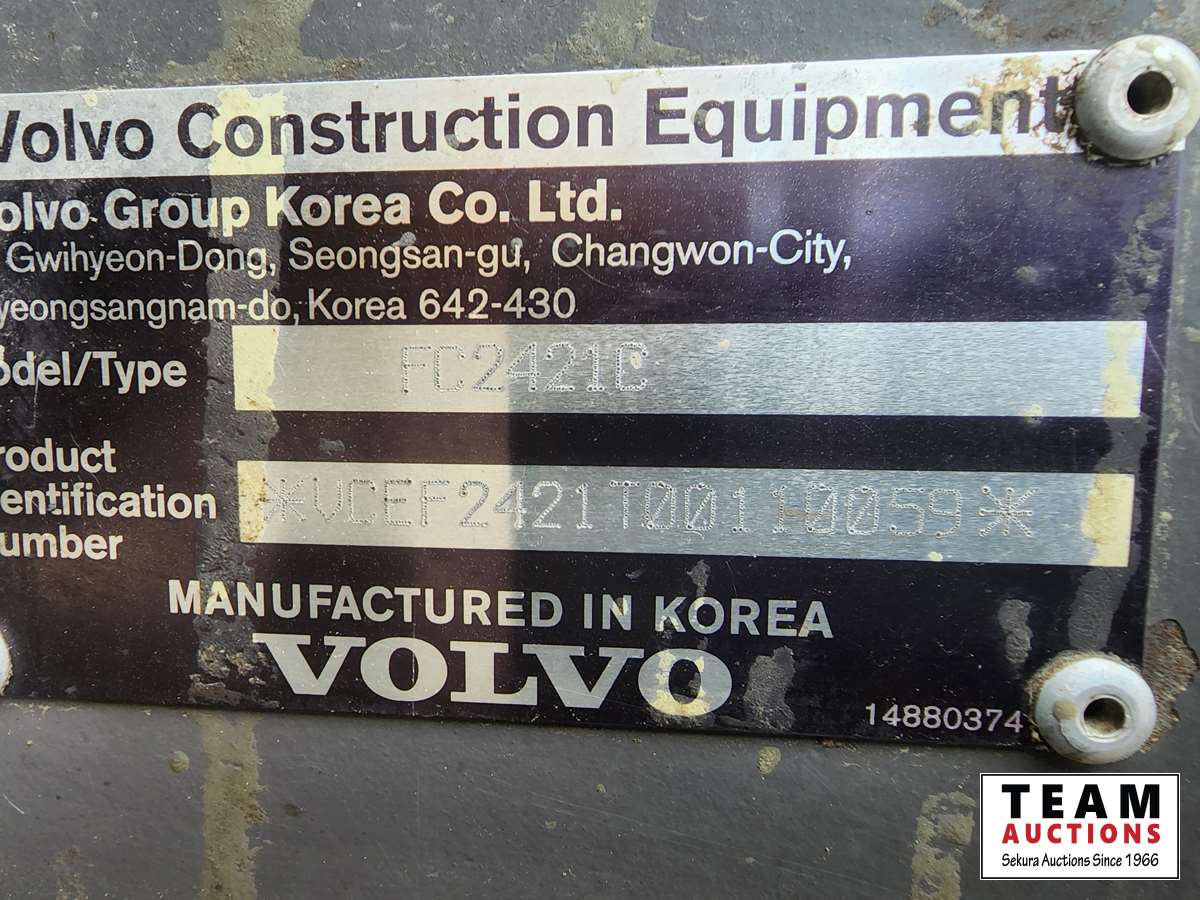 Volvo Construction Equipment
olvo Group Korea Co. Ltd.
Gwihyeon-Dong, Seongsan-gu, Changwon-City,
yeongsangnam-do, Korea 642-430
odel/Type FC2421C
roduct
entification
umber
*VCEF2421T00110059*
MANUFACTURED IN KOREA
VOLVO
14880374
TEAM
AUCTIONS
Sekura Auctions Since 1966